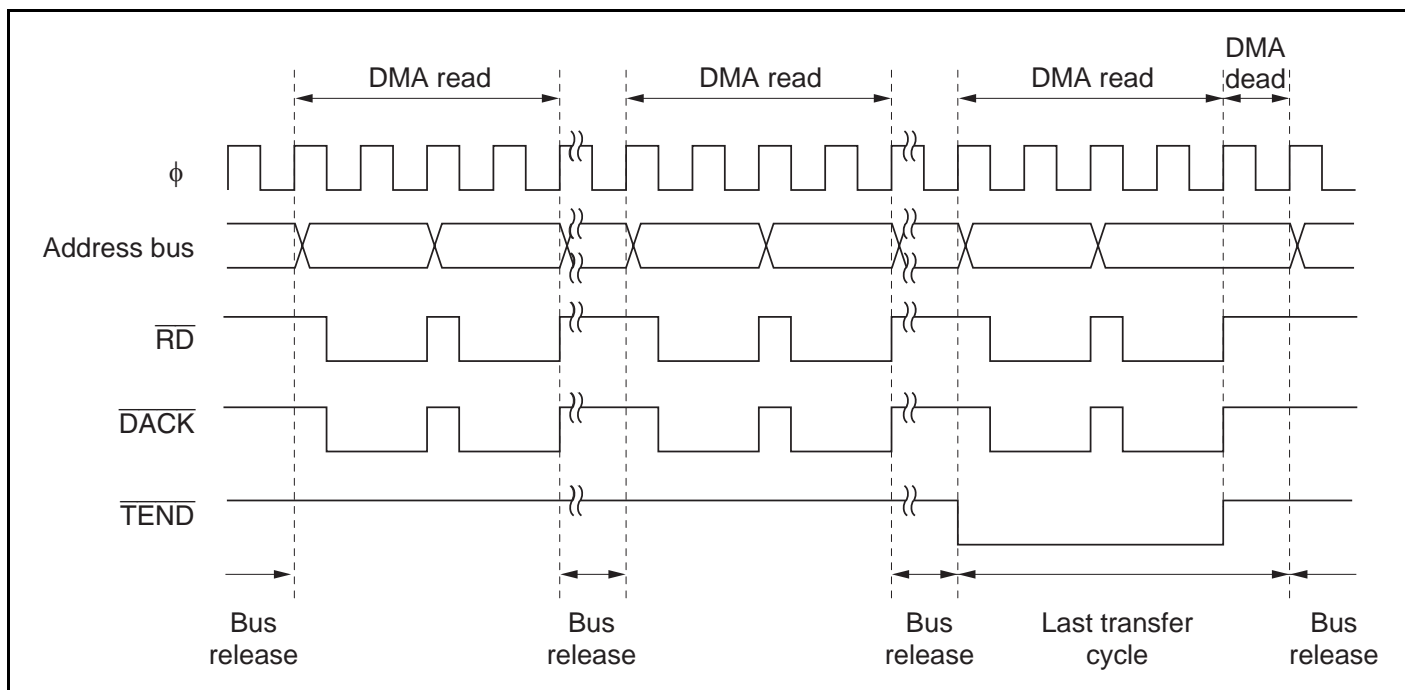 DMA
dead
DMA read
DMA read
DMA read
ϕ
Address bus
RD
DACK
TEND
Bus
release
Bus
release
Bus
release
Last transfer
cycle
Bus
release